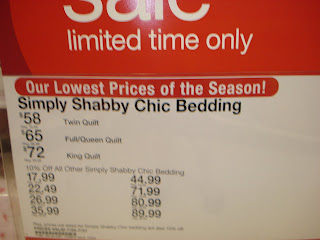 Sale
limited time only
Our Lowest Prices of the Season!
Simply Shabby Chic Bedding
$58 Twin Quilt
$65 Full/Queen Quilt
$72 King Quilt
10% Off All Other Simply Shabby Chic Bedding
17.99 44.99
22.49 71.99
26.99 80.99
35.99 89.99